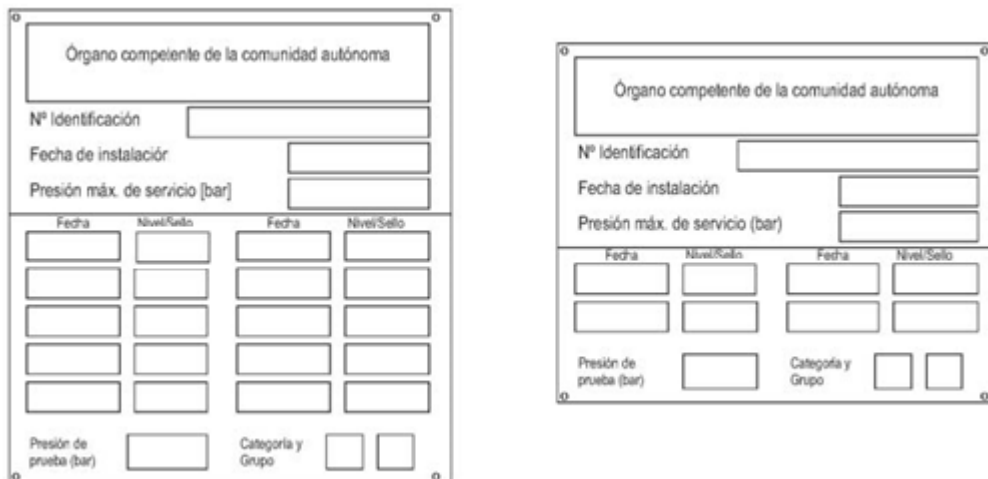 Órgano competente de la comunidad autónoma
Nº Identificación
Fecha de instalación
Presión máx. de servicio [bar]
Fecha Nivel/Sello Fecha Nivel/Sello
Presión de
prueba (bar)
Categoría y
Grupo
Órgano competente de la comunidad autónoma
Nº Identificación
Fecha de instalación
Presión máx. de servicio (bar)
Fecha Nivel/Sello Fecha Nivel/Sello
Presión de
prueba (bar)
Categoría y
Grupo